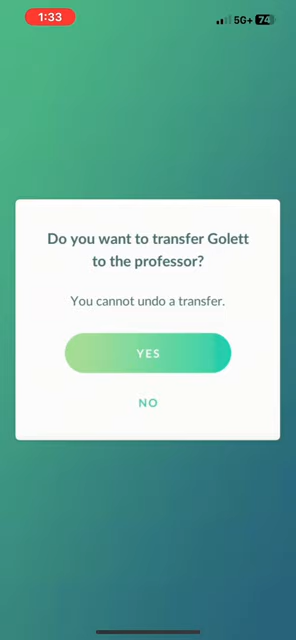 1:33
5G+ 74
Do you want to transfer Golett
to the professor?
You cannot undo a transfer.
YES
NO